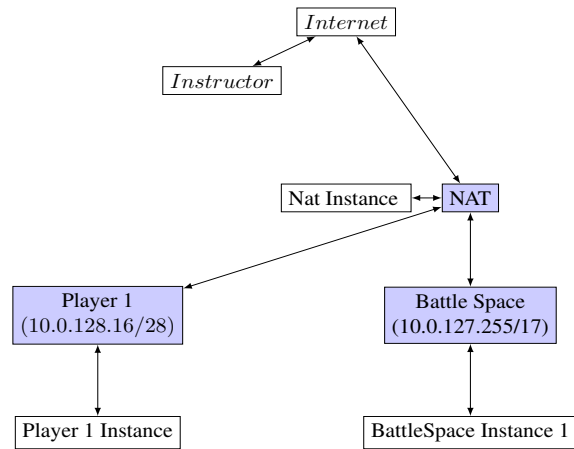 Internet
Instructor
Nat Instance
NAT
Player 1
(10.0.128.16/28)
Battle Space
(10.0.127.255/17)
Player 1 Instance
BattleSpace Instance 1